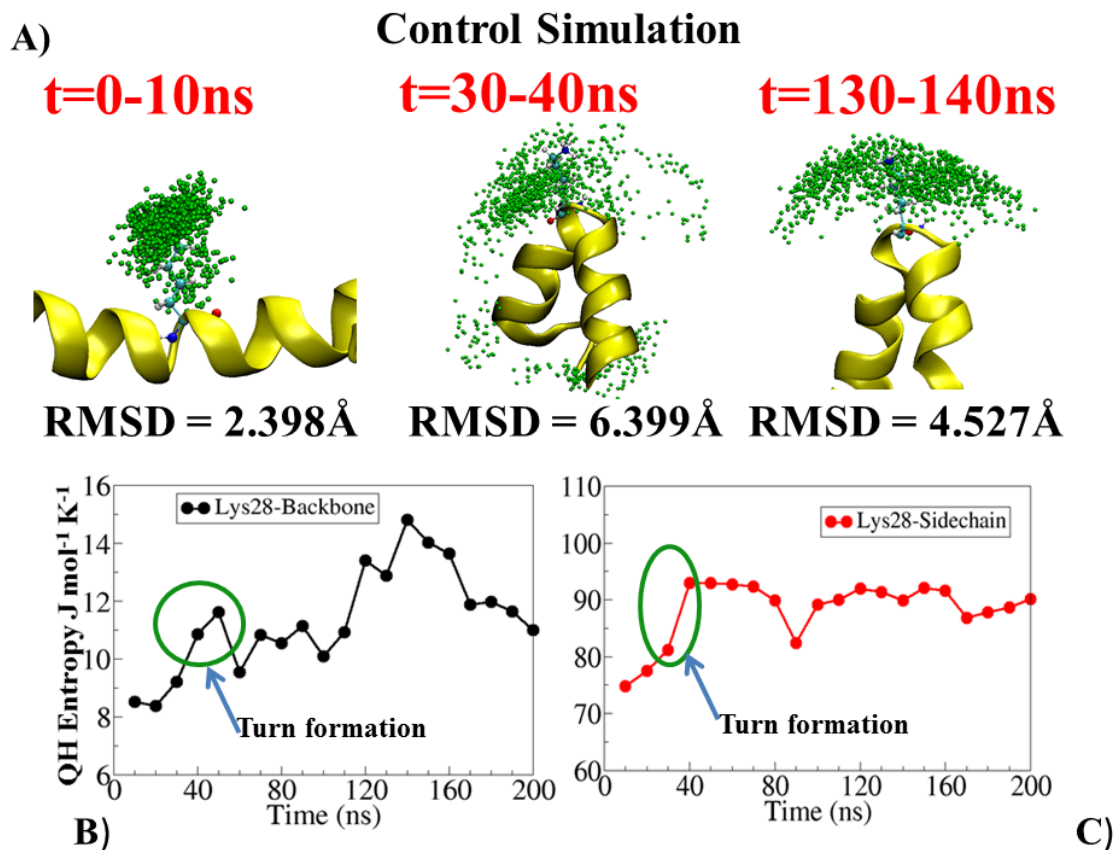 A)
Control Simulation
t=0-10ns
t=30-40ns
t=130-140ns
RMSD = 2.398Å
RMSD = 6.399Å
RMSD = 4.527Å
QH Entropy J mol⁻¹ K⁻¹
16
14
12
10
8
6
Lys28-Backbone
Turn formation
0
40
80
120
160
200
Time (ns)
B)
110
100
90
80
70
60
Lys28-Sidechain
Turn formation
0
40
80
120
160
200
Time (ns)
C)